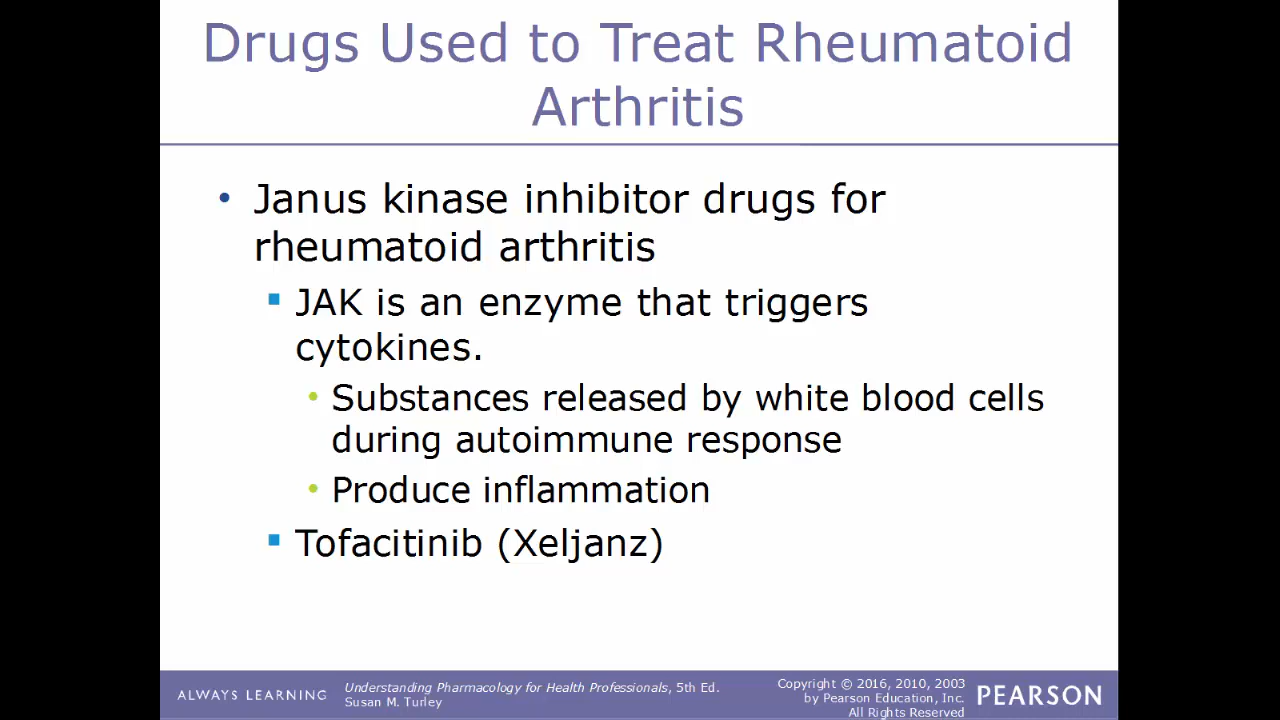 Drugs Used to Treat Rheumatoid
Arthritis
• Janus kinase inhibitor drugs for
rheumatoid arthritis
▪ JAK is an enzyme that triggers
cytokines.
• Substances released by white blood cells
during autoimmune response
• Produce inflammation
▪ Tofacitinib (Xeljanz)
ALWAYS LEARNING
Understanding Pharmacology for Health Professionals, 5th Ed.
Susan M. Turley
Copyright © 2016, 2010, 2003
by Pearson Education, Inc.
All Rights Reserved
PEARSON